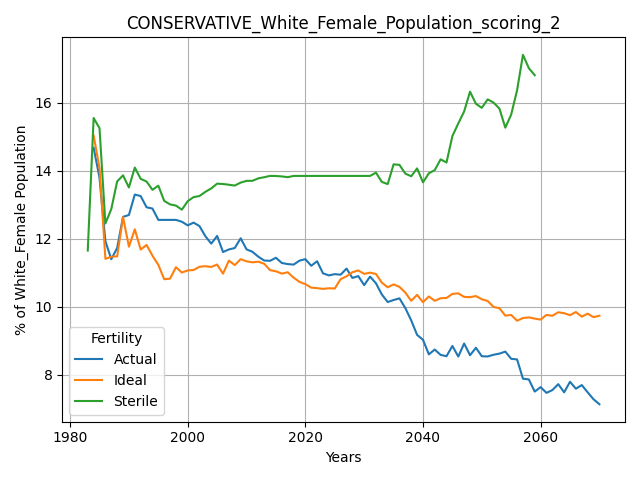 CONSERVATIVE_White_Female_Population_scoring_2
% of White_Female Population
16
14
12
10
8
Fertility
Actual
Ideal
Sterile
1980
2000
2020
2040
2060
Years